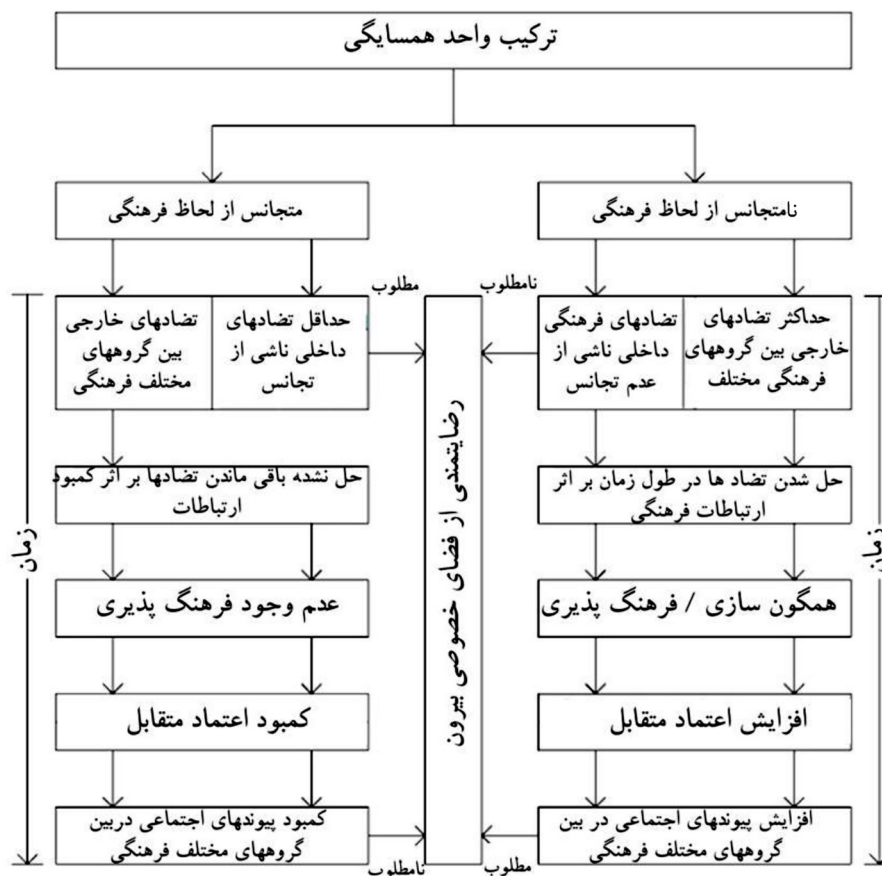 ترکیب واحد همسایگی
نامتجانس از لحاظ فرهنگی
متجانس از لحاظ فرهنگی
نامطلوب
مطلوب
حداکثر تضادهای
خارجی بین گروههای
فرهنگی مختلف
تضادهای فرهنگی
داخلی ناشی از
عدم تجانس
حداقل تضادهای
داخلی ناشی از
تجانس
تضادهای خارجی
بین گروههای
مختلف فرهنگی
رضایتمندی از فضای خصوصی بیرون
حل شدن تضاد ها در طول زمان بر اثر
ارتباطات فرهنگی
حل نشده باقی ماندن تضادها بر اثر کمبود
ارتباطات
زمان
زمان
همگون سازی / فرهنگ پذیری
عدم وجود فرهنگ پذیری
افزایش اعتماد متقابل
کمبود اعتماد متقابل
افزایش پیوندهای اجتماعی در بین
گروههای مختلف فرهنگی
کمبود پیوندهای اجتماعی دربین
گروههای مختلف فرهنگی
مطلوب
نامطلوب